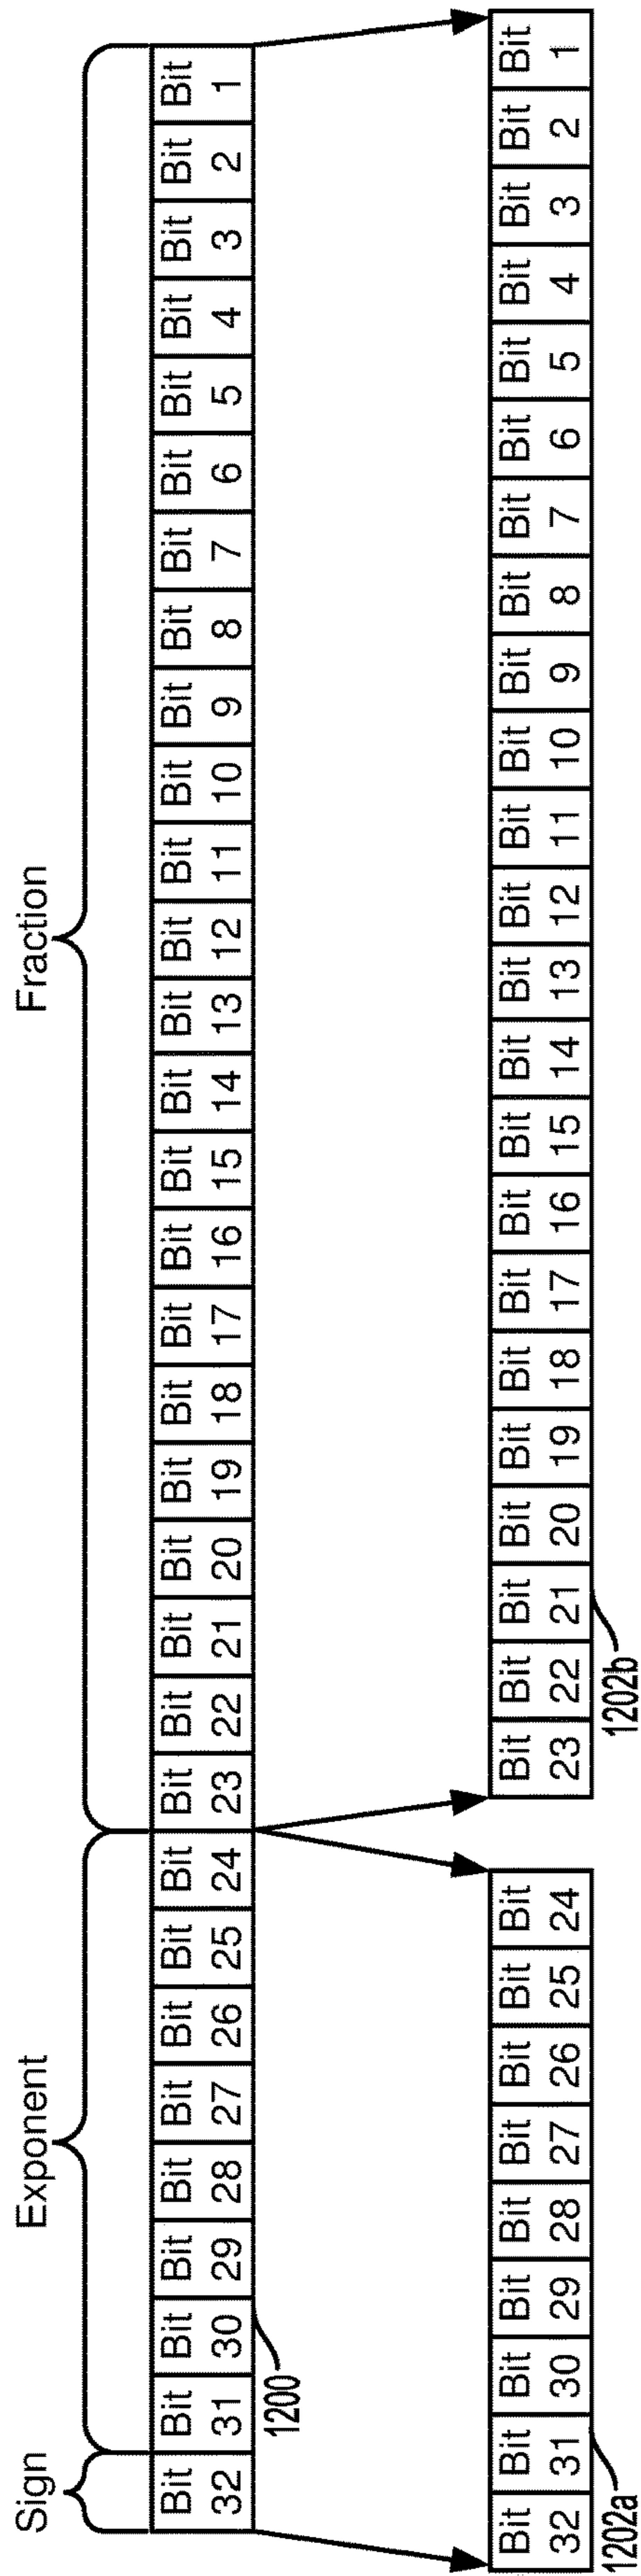 Sign Exponent Fraction
Bit Bit Bit Bit Bit Bit Bit Bit Bit Bit Bit Bit Bit Bit Bit Bit Bit Bit Bit Bit Bit Bit Bit Bit Bit Bit Bit Bit Bit Bit Bit Bit
32 31 30 29 28 27 26 25 24 23 22 21 20 19 18 17 16 15 14 13 12 11 10 9 8 7 6 5 4 3 2 1
1200
Bit Bit Bit Bit Bit Bit Bit Bit Bit Bit Bit Bit Bit Bit Bit Bit Bit Bit Bit Bit Bit Bit Bit Bit Bit Bit Bit Bit Bit Bit Bit Bit
32 31 30 29 28 27 26 25 24 23 22 21 20 19 18 17 16 15 14 13 12 11 10 9 8 7 6 5 4 3 2 1
1202a 1202b